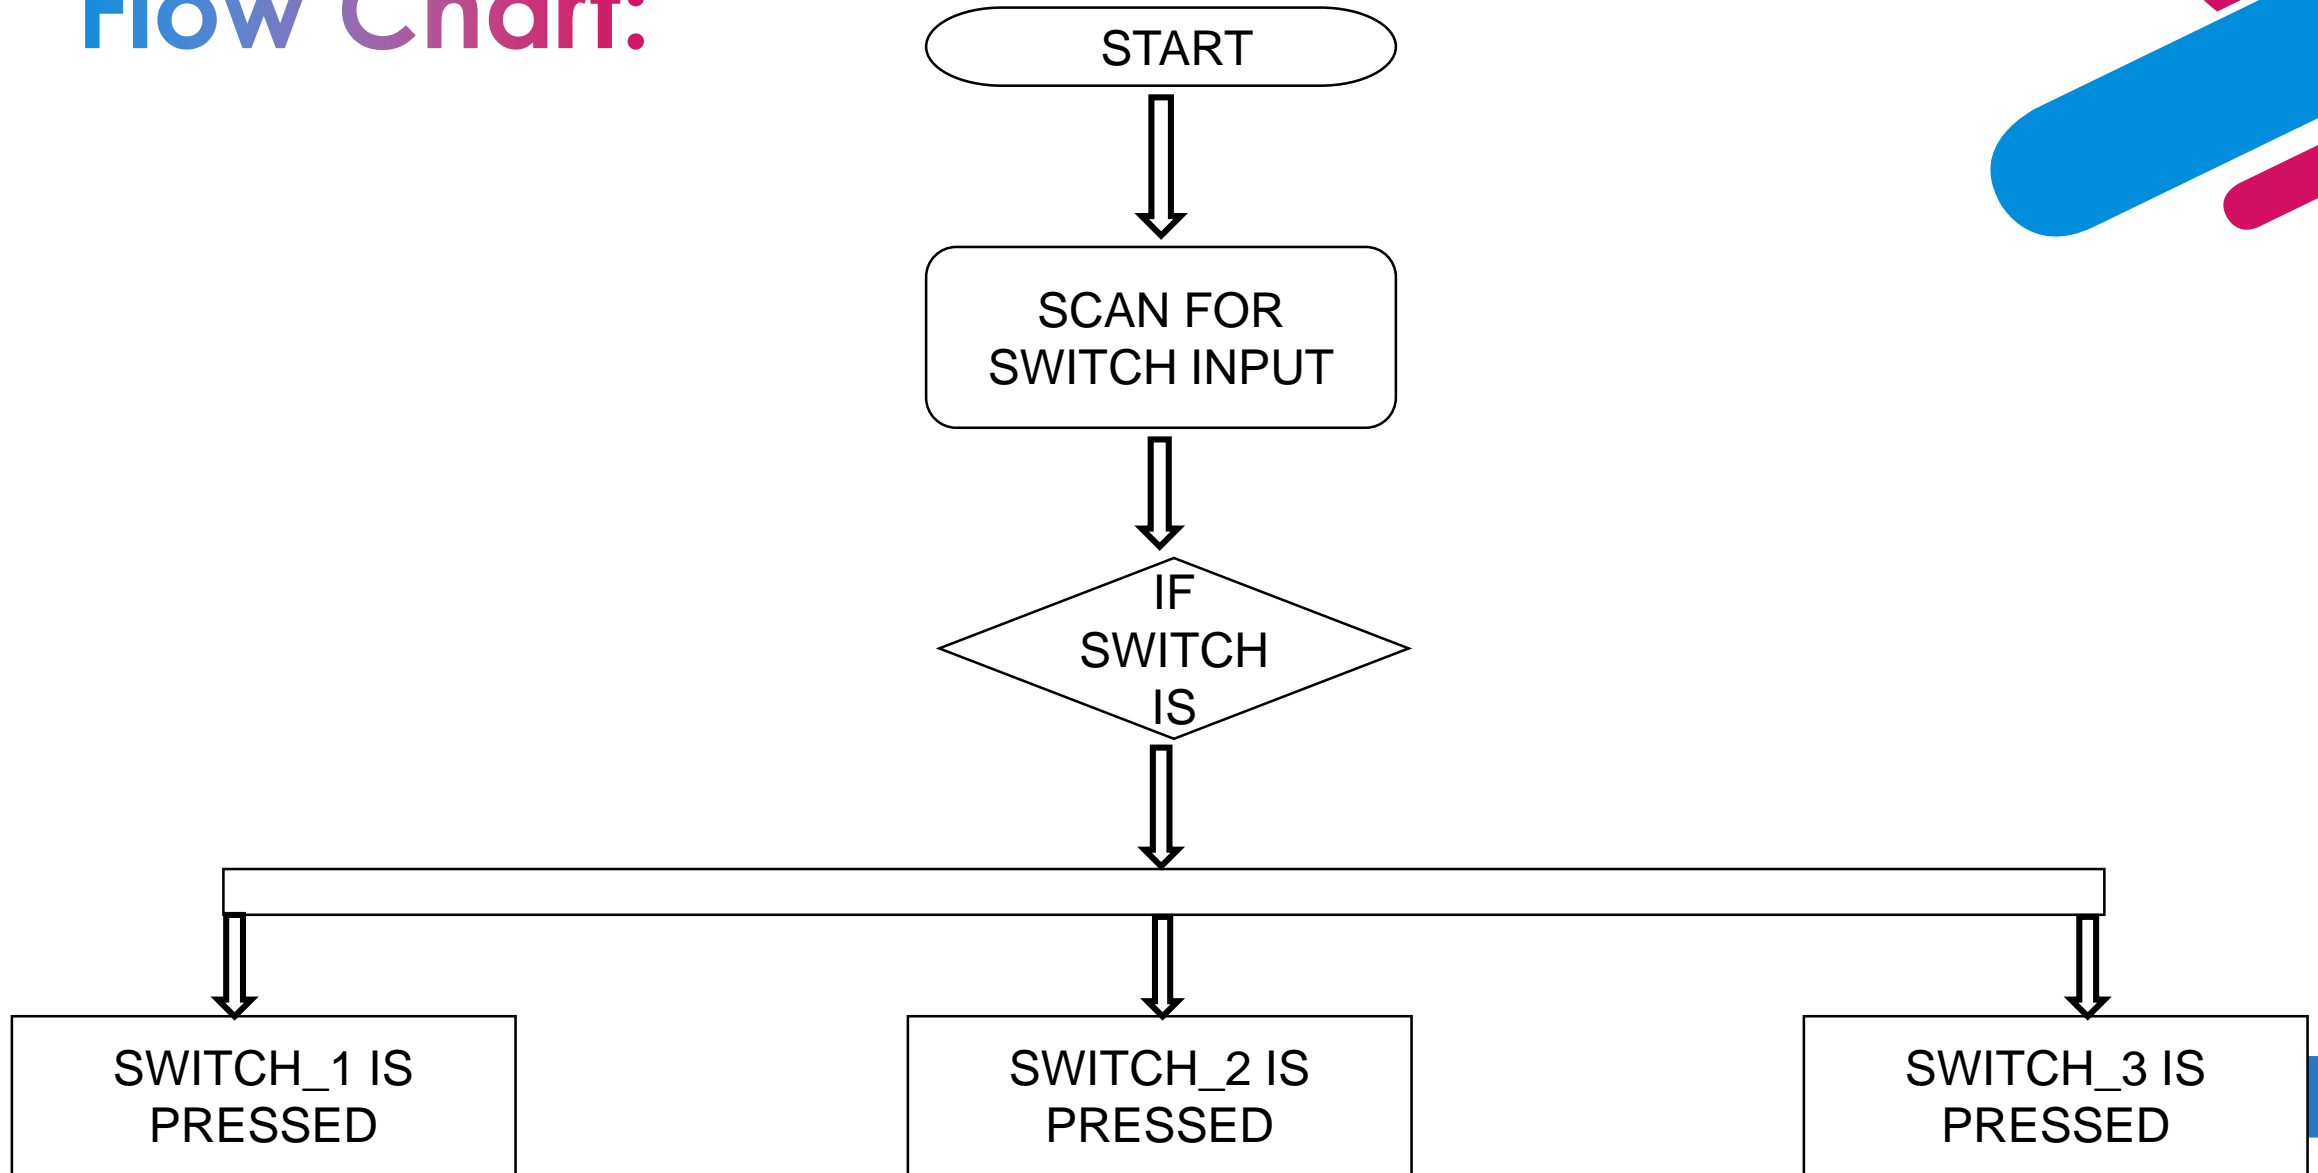 Flow Chart:
START
SCAN FOR
SWITCH INPUT
IF
SWITCH
IS
SWITCH_1 IS
PRESSED
SWITCH_2 IS
PRESSED
SWITCH_3 IS
PRESSED